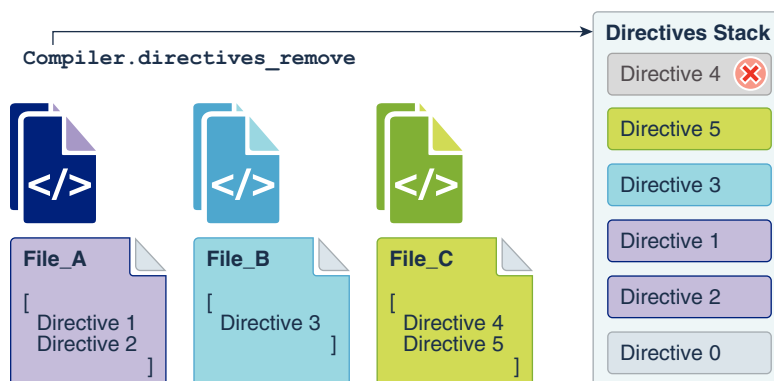 Compiler.directives_remove
Directives Stack
Directive 4
Directive 5
Directive 3
Directive 1
Directive 2
Directive 0
</>
</>
</>
File_A
[
Directive 1
Directive 2
]
File_B
[
Directive 3
]
File_C
[
Directive 4
Directive 5
]